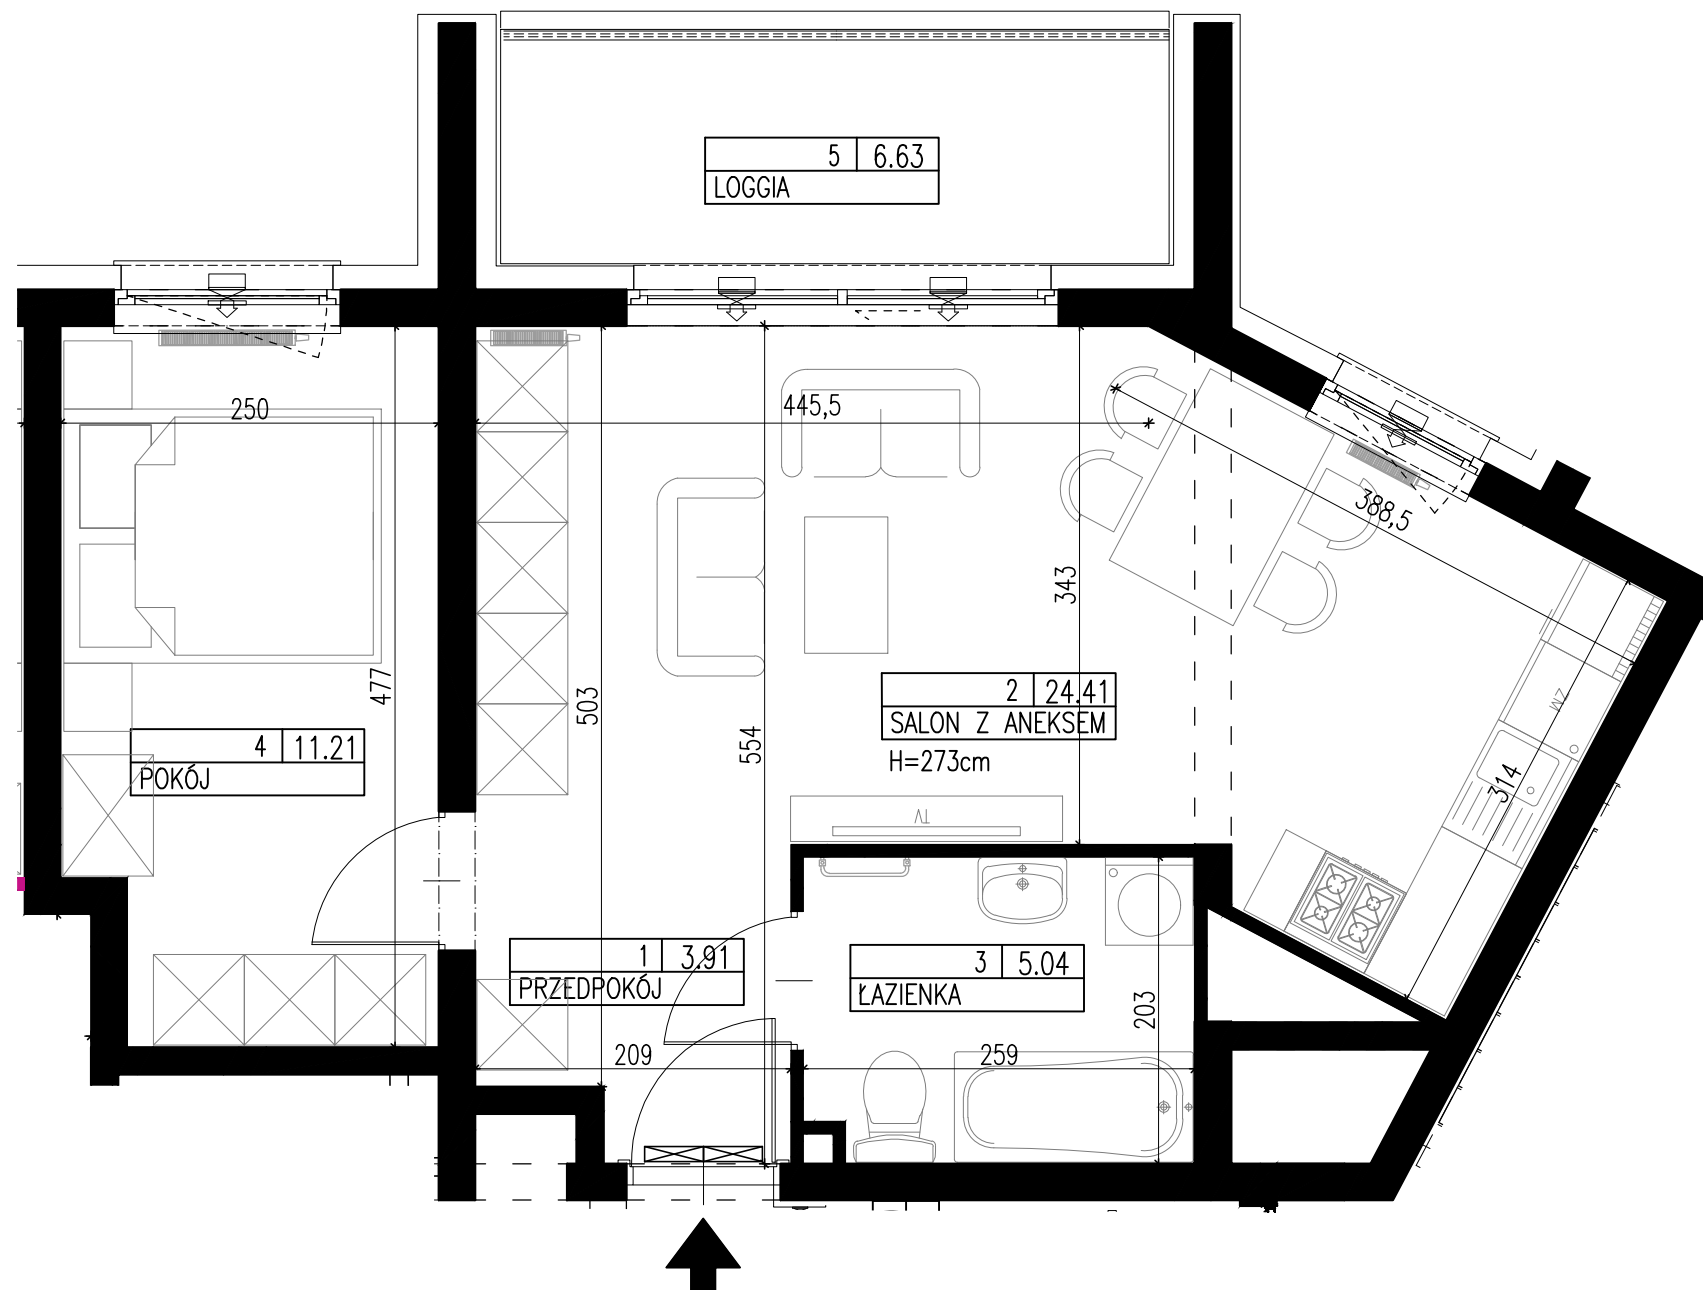 5 6.63
LOGGIA
250
445,5
388,5
343
477
503
554
2 24.41
SALON Z ANEKSEM
H=273cm
ZM
314
4 11.21
POKÓJ
TV
1 3.91
PRZEDPOKÓJ
3 5.04
ŁAZIENKA
203
209
259